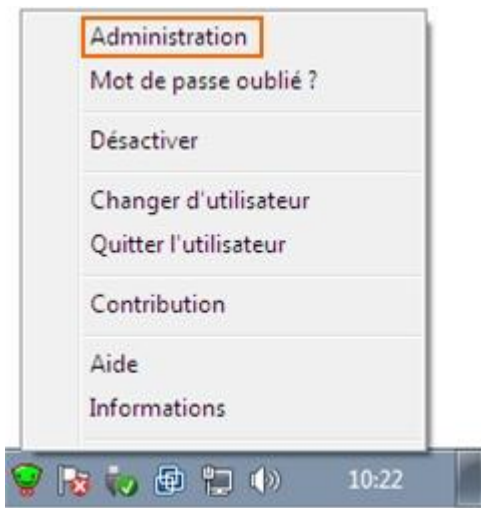 Administration
Mot de passe oublié ?
Désactiver
Changer d'utilisateur
Quitter l'utilisateur
Contribution
Aide
Informations
10:22